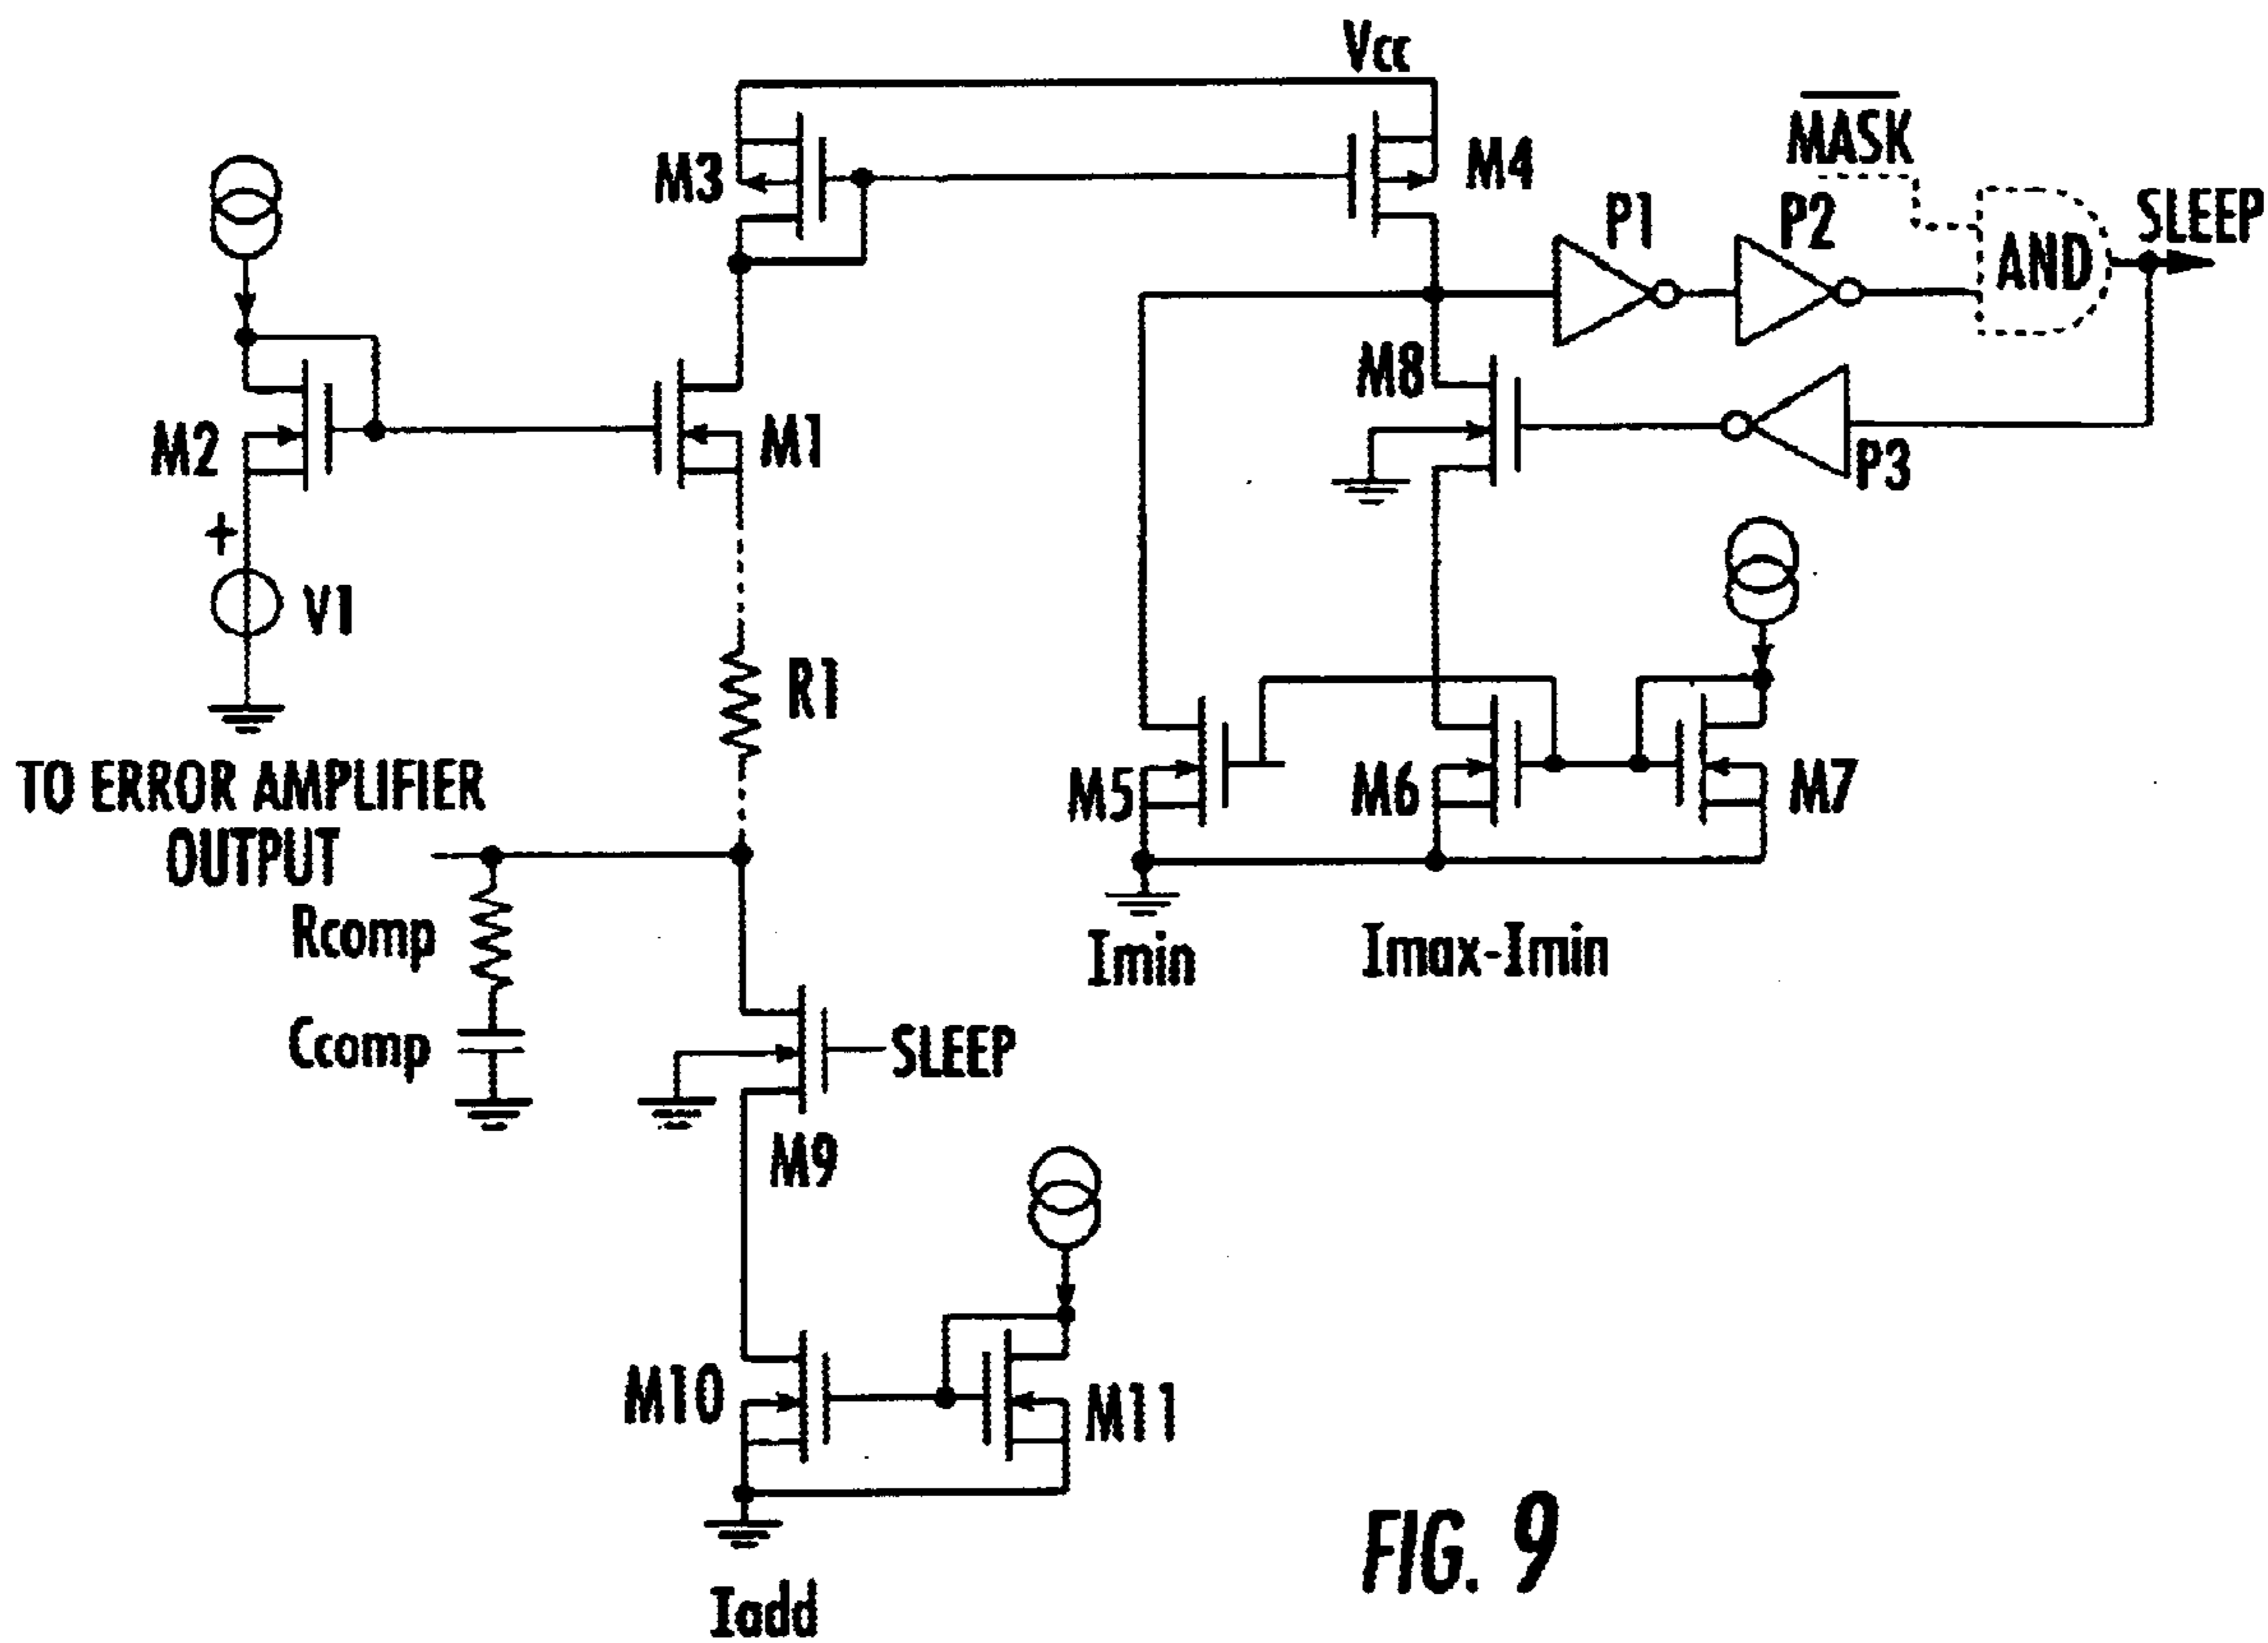 Vcc
MASK
M3
M4
P1
P2
AND
SLEEP
M2
M1
M8
P3
+
V1
R1
TO ERROR AMPLIFIER
OUTPUT
M5
M6
M7
Rcomp
Imin
Imax-Imin
Ccomp
SLEEP
M9
M10
M11
Iadd
FIG. 9